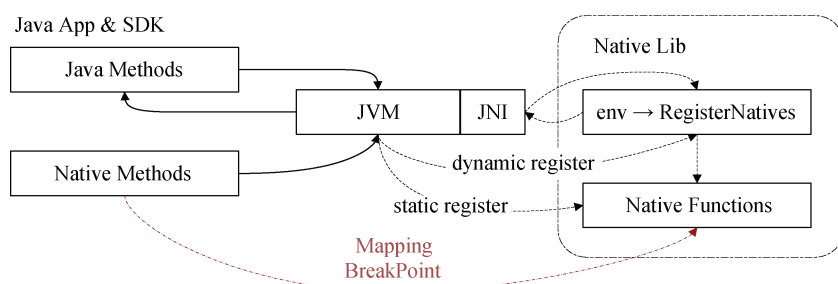 Java App & SDK
Native Lib
Java Methods
JVM
JNI
env → RegisterNatives
dynamic register
Native Methods
static register
Native Functions
Mapping
BreakPoint